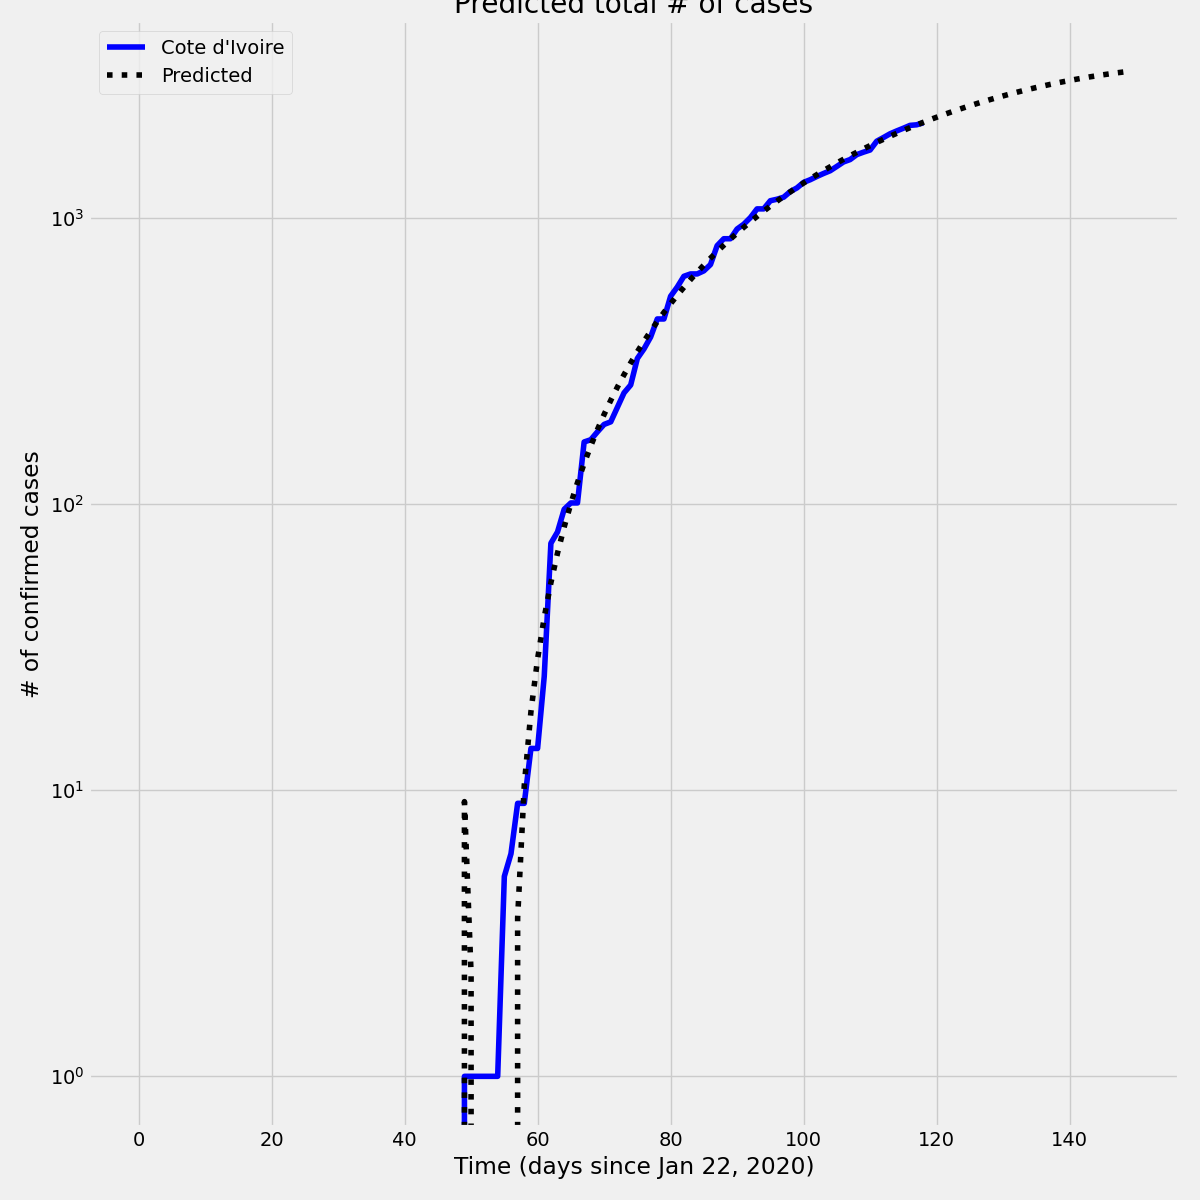 Predicted total # of cases
Cote d'Ivoire
Predicted
# of confirmed cases
10³
10²
10¹
10⁰
0 20 40 60 80 100 120 140
Time (days since Jan 22, 2020)